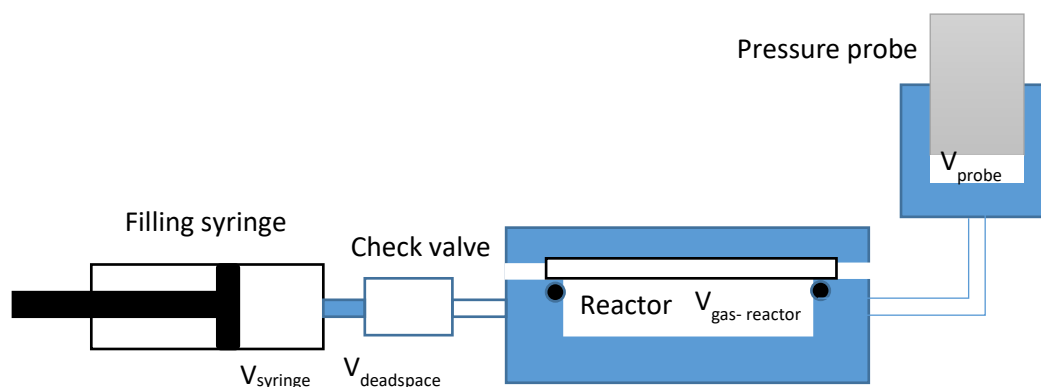 Pressure probe
V_probe
Filling syringe
Check valve
Reactor
V_gas- reactor
V_syringe
V_deadspace